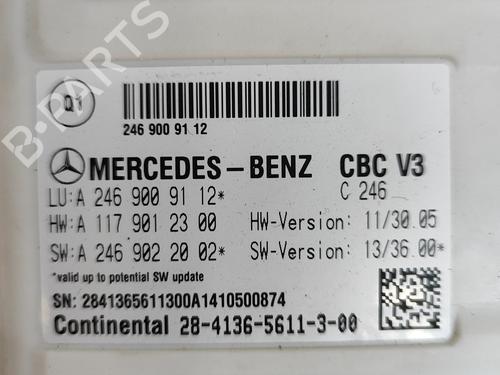 Q1
246 900 91 12
MERCEDES-BENZ CBC V3
LU: A 246 900 91 12* C 246
HW: A 117 901 23 00 HW-Version: 11/30.05
SW: A 246 902 20 02* SW-Version: 13/36.00*
*valid up to potential SW update
SN: 2841365611300A1410500874
Continental 28-4136-5611-3-00
B-PARTS